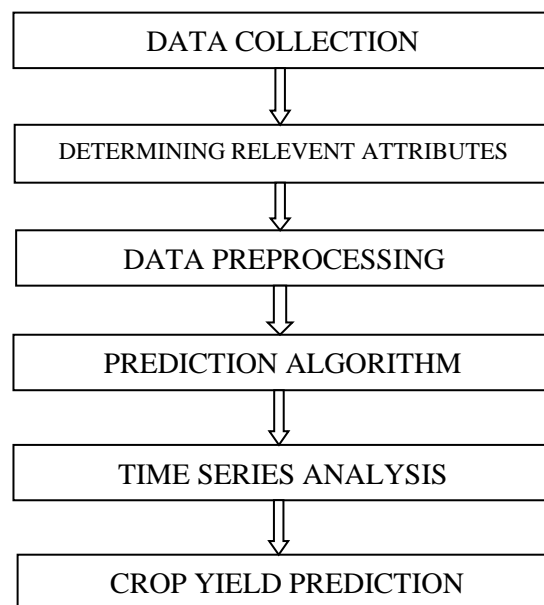 DATA COLLECTION
DETERMINING RELEVENT ATTRIBUTES
DATA PREPROCESSING
PREDICTION ALGORITHM
TIME SERIES ANALYSIS
CROP YIELD PREDICTION